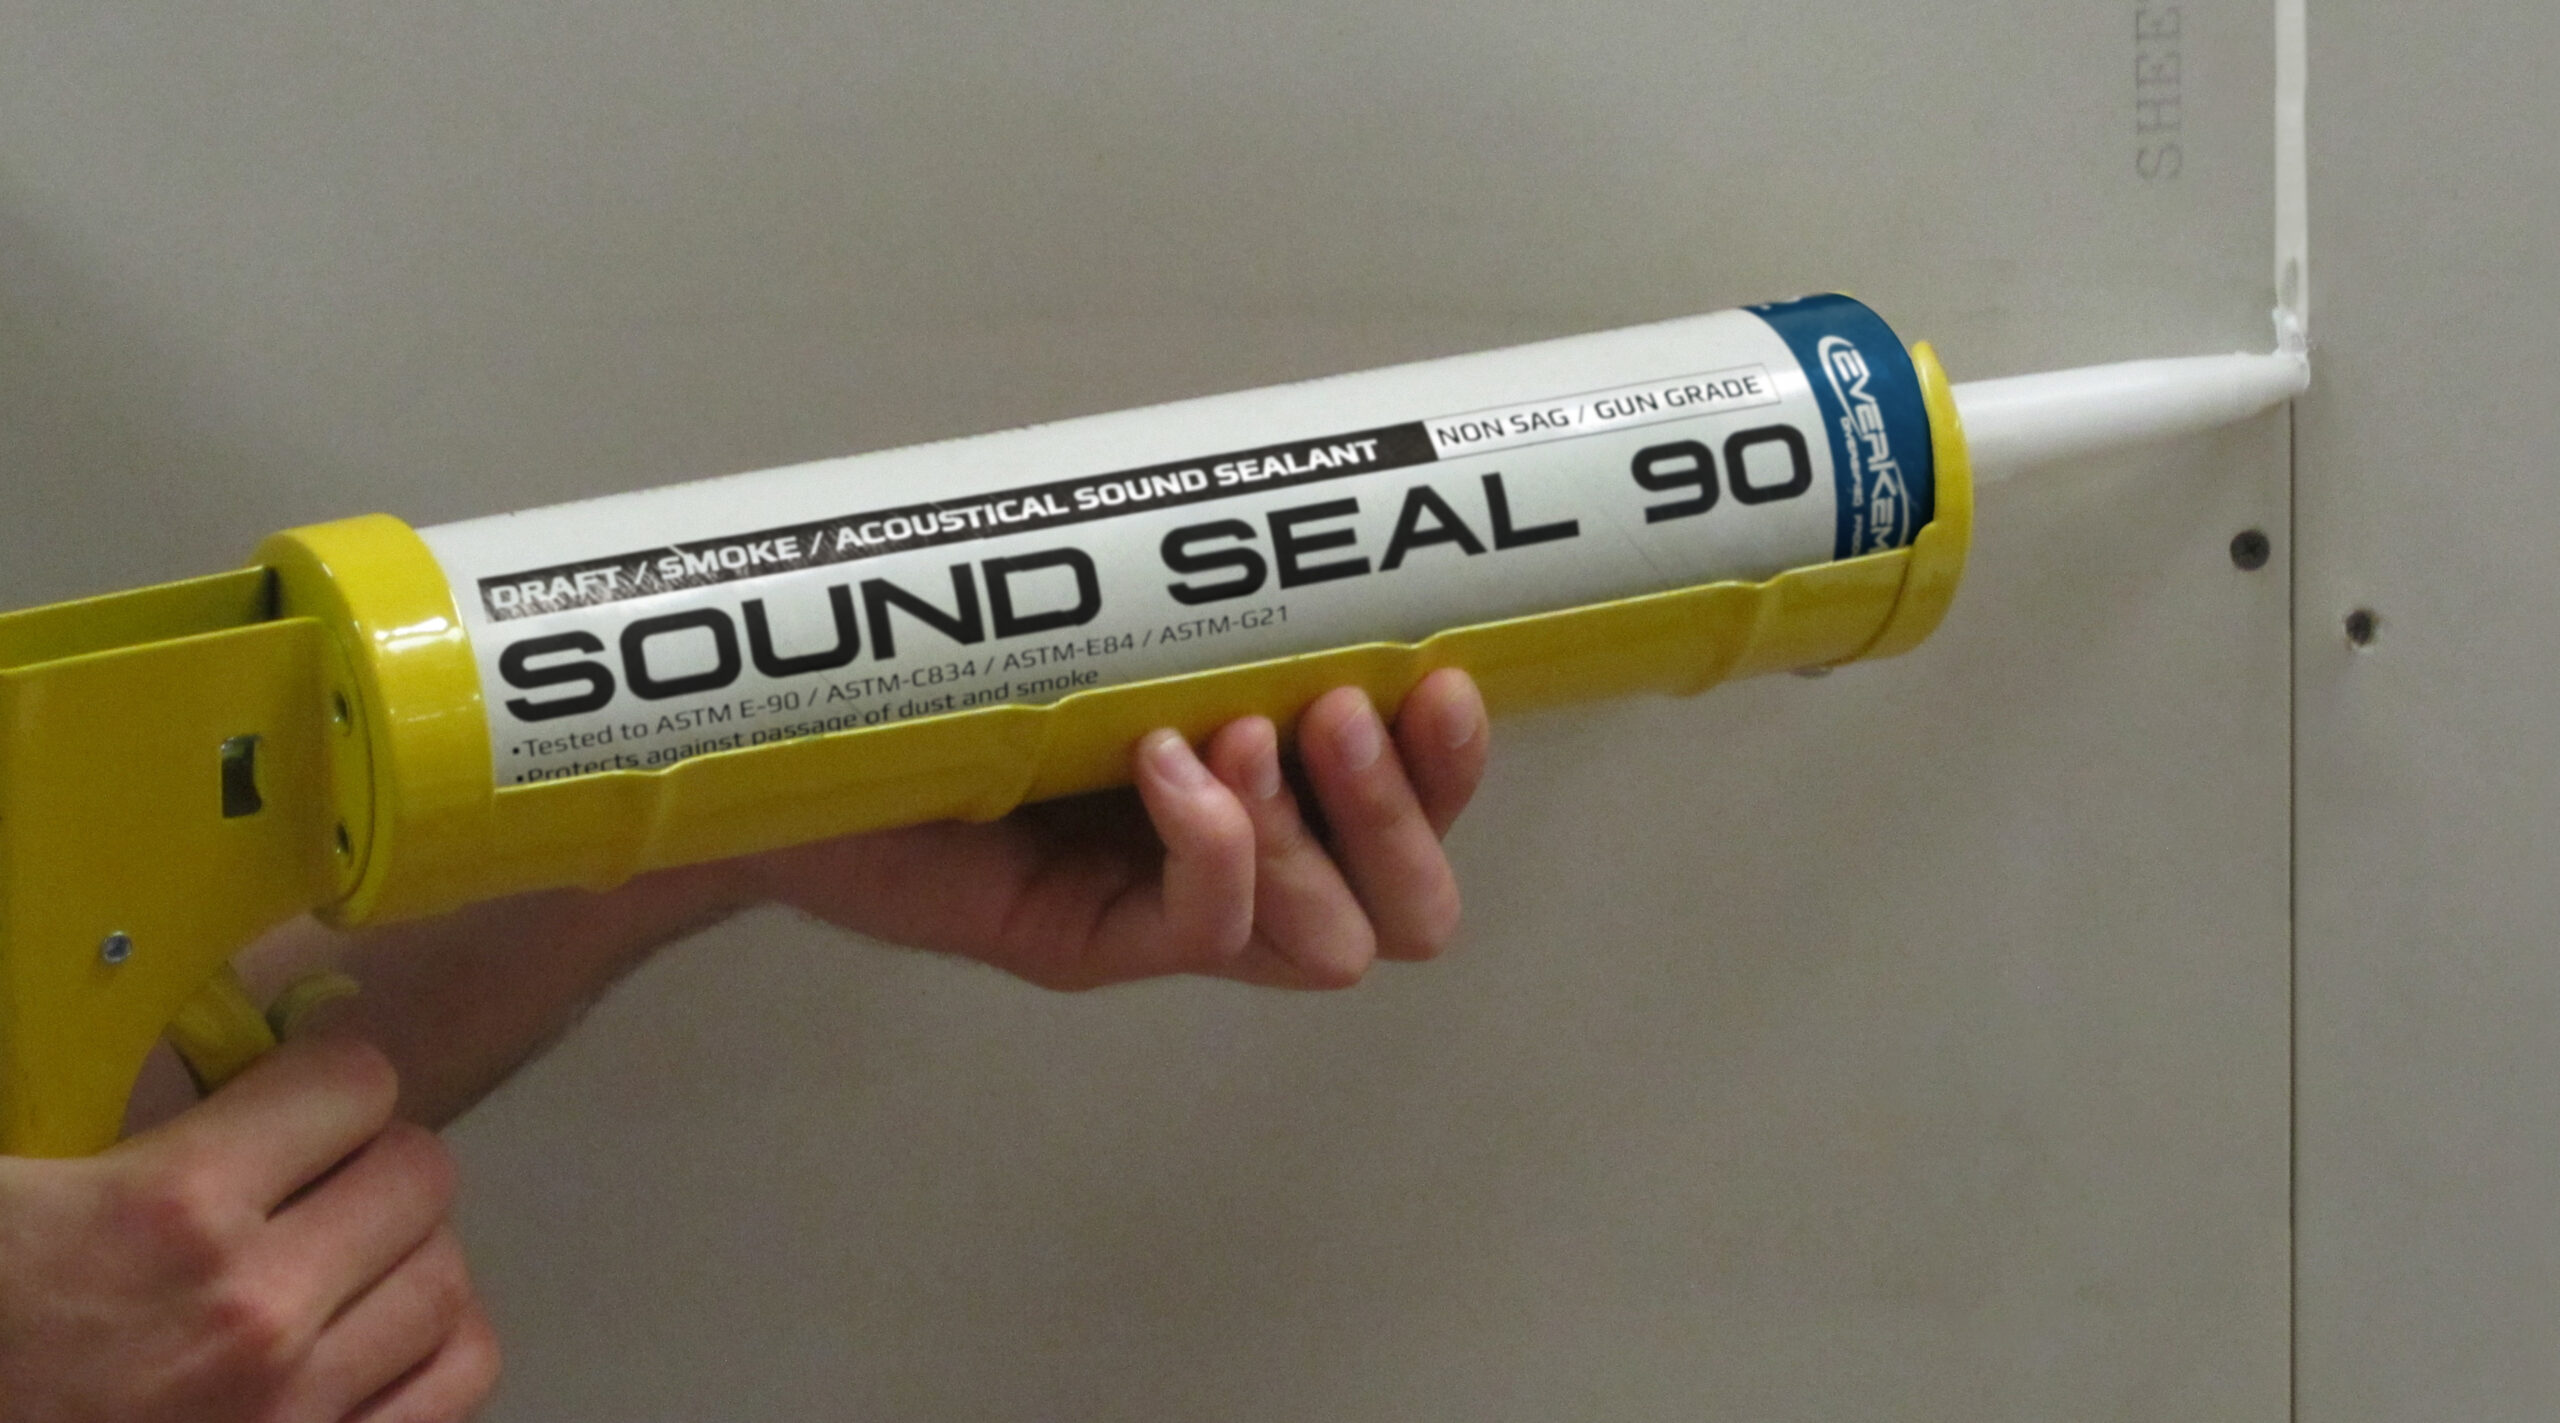 SHEE
DRAFT / SMOKE / ACOUSTICAL SOUND SEALANT
NON SAG / GUN GRADE
SOUND SEAL 90
•Tested to ASTM E-90 / ASTM-C834 / ASTM-E84 / ASTM-G21
•Protects against passage of dust and smoke
EVERKEM